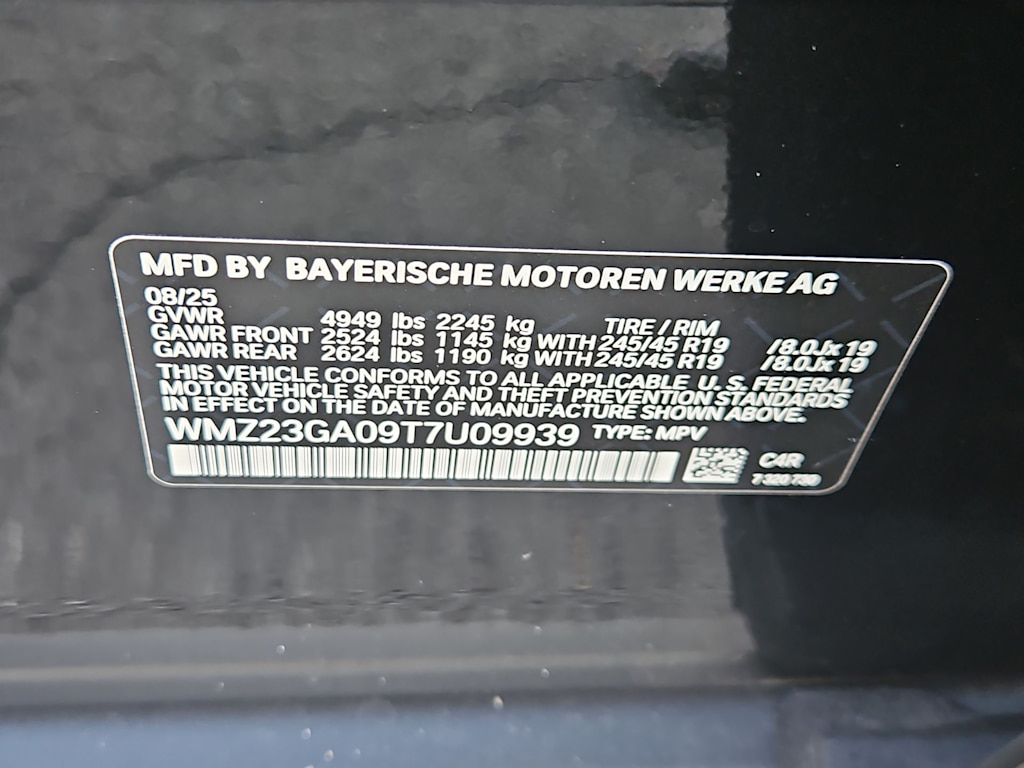 MFD BY BAYERISCHE MOTOREN WERKE AG
08/25
GVWR 4949 lbs 2245 kg TIRE / RIM
GAWR FRONT 2524 lbs 1145 kg WITH 245/45 R19 /8.0Jx19
GAWR REAR 2624 lbs 1190 kg WITH 245/45 R19 /8.0Jx19
THIS VEHICLE CONFORMS TO ALL APPLICABLE U.S. FEDERAL
MOTOR VEHICLE SAFETY AND THEFT PREVENTION STANDARDS
IN EFFECT ON THE DATE OF MANUFACTURE SHOWN ABOVE.
WMZ23GA09T7U09939 TYPE: MPV
C4R